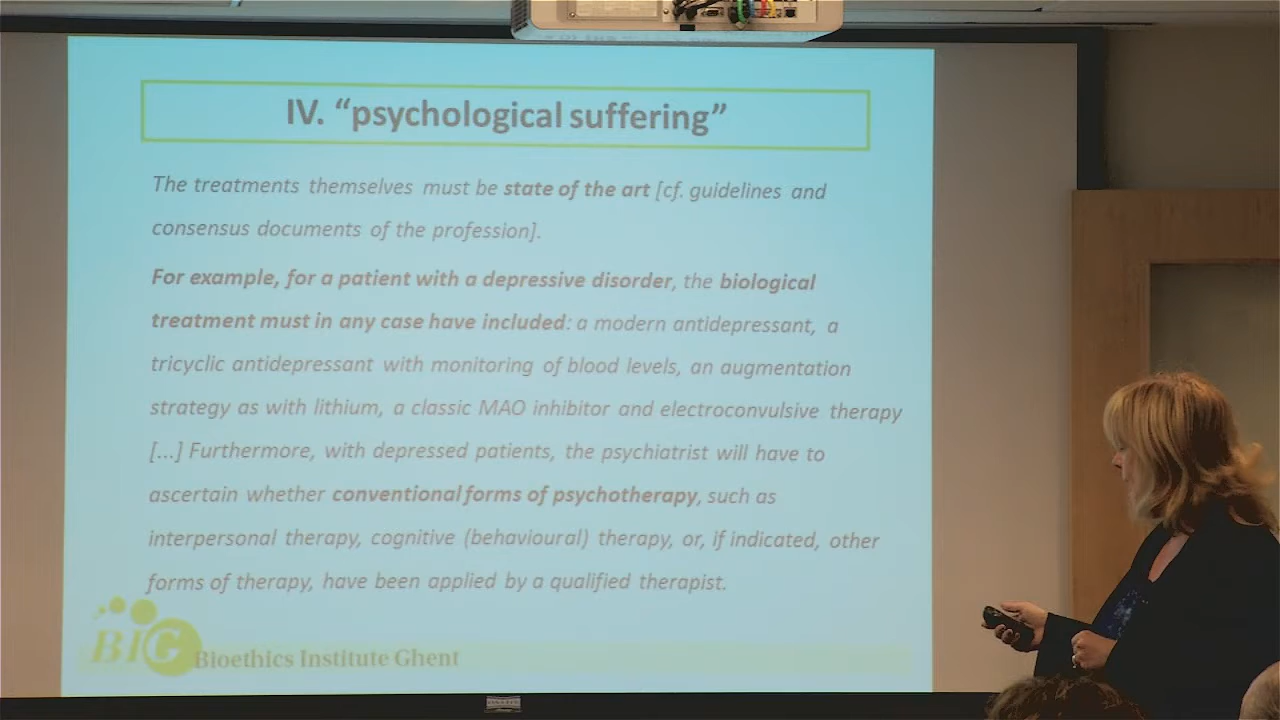 IV. “psychological suffering”
The treatments themselves must be state of the art [cf. guidelines and
consensus documents of the profession].
For example, for a patient with a depressive disorder, the biological
treatment must in any case have included: a modern antidepressant, a
tricyclic antidepressant with monitoring of blood levels, an augmentation
strategy as with lithium, a classic MAO inhibitor and electroconvulsive therapy
[...] Furthermore, with depressed patients, the psychiatrist will have to
ascertain whether conventional forms of psychotherapy, such as
interpersonal therapy, cognitive (behavioural) therapy, or, if indicated, other
forms of therapy, have been applied by a qualified therapist.
BIG
Bioethics Institute Ghent